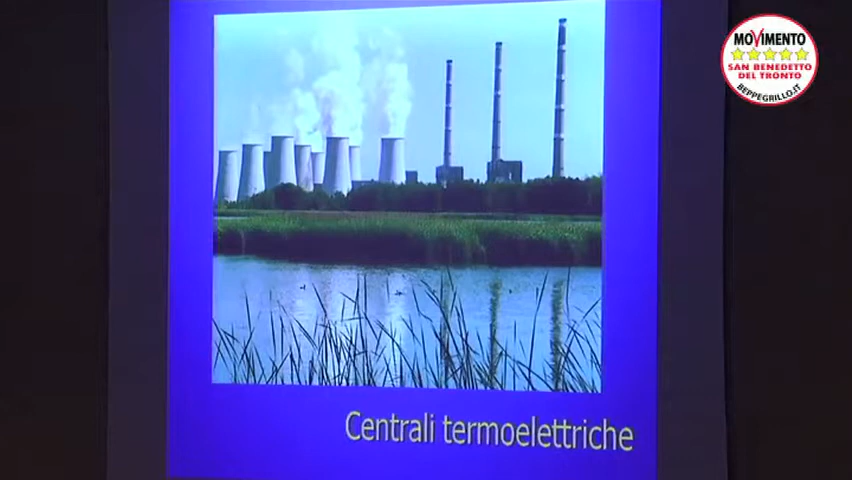 MOVIMENTO
SAN BENEDETTO
DEL TRONTO
BEPPEGRILLO.IT
Centrali termoelettriche